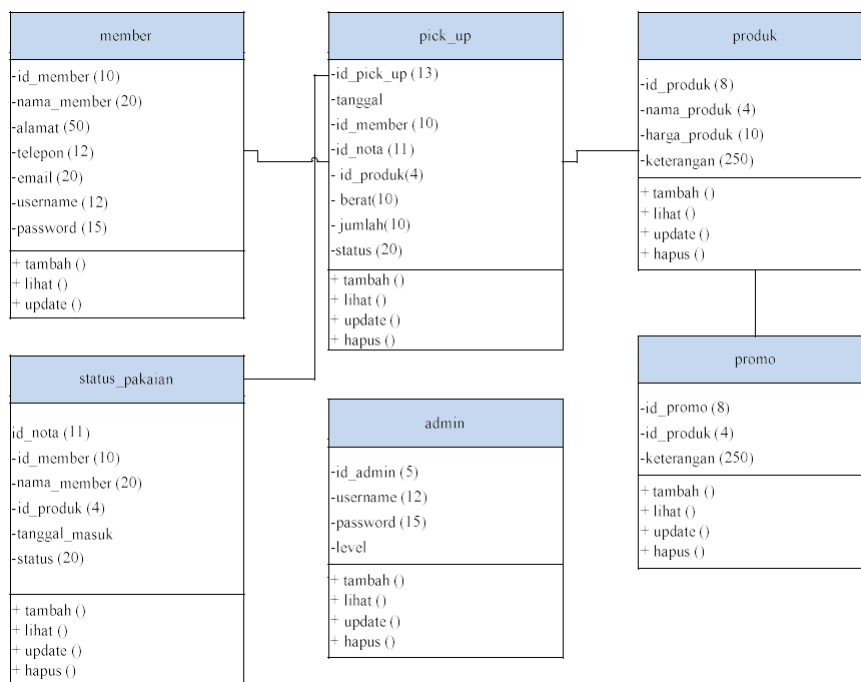 member
-id_member (10)
-nama_member (20)
-alamat (50)
-telepon (12)
-email (20)
-username (12)
-password (15)
+ tambah ()
+ lihat ()
+ update ()
pick_up
-id_pick_up (13)
-tanggal
-id_member (10)
-id_nota (11)
- id_produk(4)
- berat(10)
- jumlah(10)
-status (20)
+ tambah ()
+ lihat ()
+ update ()
+ hapus ()
produk
-id_produk (8)
-nama_produk (4)
-harga_produk (10)
-keterangan (250)
+ tambah ()
+ lihat ()
+ update ()
+ hapus ()
status_pakaian
id_nota (11)
-id_member (10)
-nama_member (20)
-id_produk (4)
-tanggal_masuk
-status (20)
+ tambah ()
+ lihat ()
+ update ()
+ hapus ()
admin
-id_admin (5)
-username (12)
-password (15)
-level
+ tambah ()
+ lihat ()
+ update ()
+ hapus ()
promo
-id_promo (8)
-id_produk (4)
-keterangan (250)
+ tambah ()
+ lihat ()
+ update ()
+ hapus ()